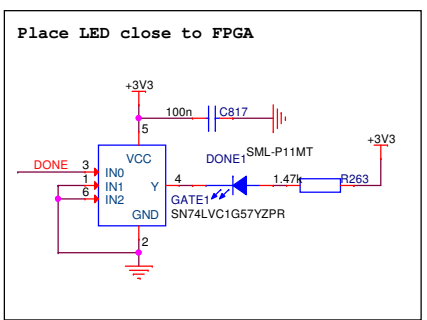 Place LED close to FPGA
+3V3
100n C817
5
+3V3
VCC
DONE1 SML-P11MT
DONE 3 IN0
1 IN1 Y 4 1.47k R263
6 IN2
GATE1
GND SN74LVC1G57YZPR
2